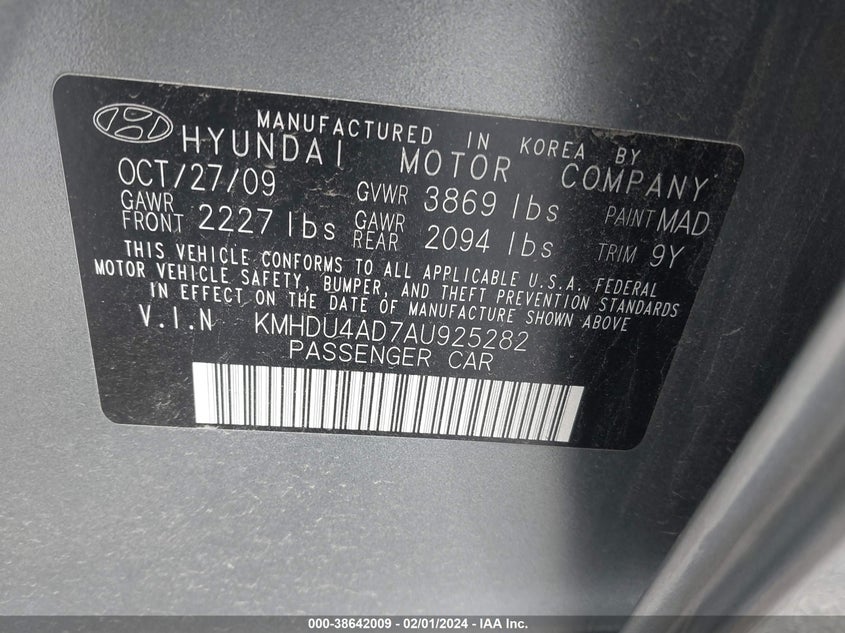 MANUFACTURED IN KOREA BY
HYUNDAI MOTOR COMPANY
OCT/27/09 GVWR 3869 lbs PAINT MAD
GAWR FRONT 2227 lbs GAWR REAR 2094 lbs TRIM 9Y
THIS VEHICLE CONFORMS TO ALL APPLICABLE U.S.A. FEDERAL
MOTOR VEHICLE SAFETY, BUMPER, AND THEFT PREVENTION STANDARDS
IN EFFECT ON THE DATE OF MANUFACTURE SHOWN ABOVE
V.I.N KMHDU4AD7AU925282
PASSENGER CAR
000-38642009 - 02/01/2024 - IAA Inc.